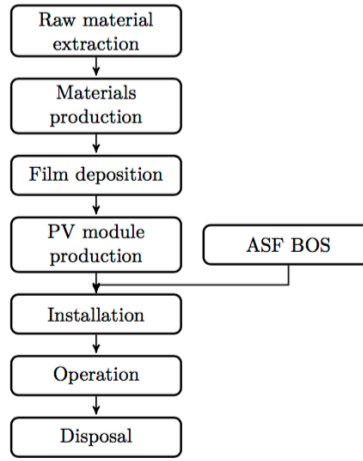 Raw material
extraction
Materials
production
Film deposition
PV module
production
ASF BOS
Installation
Operation
Disposal